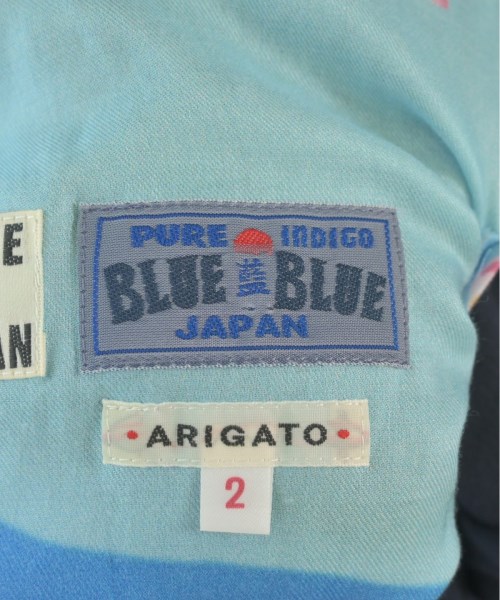 E
AN
PURE INDIGO
BLUE 藍 BLUE
JAPAN
• ARIGATO •
2